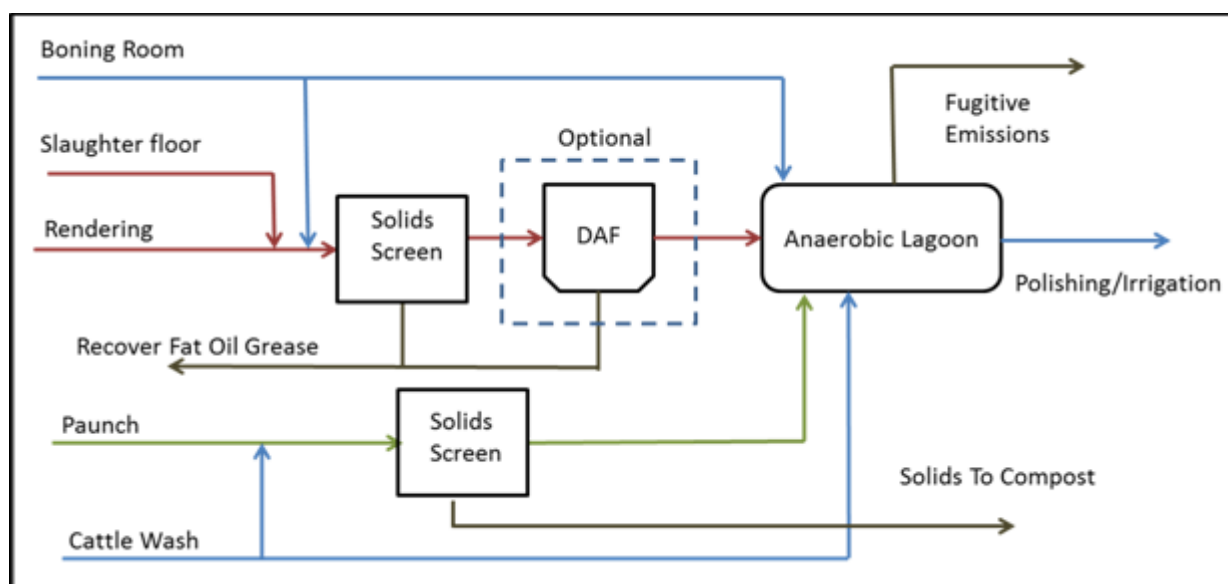 Boning Room
Fugitive
Emissions
Optional
Slaughter floor
Rendering
Solids
Screen
DAF
Anaerobic Lagoon
Polishing/Irrigation
Recover Fat Oil Grease
Paunch
Solids
Screen
Solids To Compost
Cattle Wash